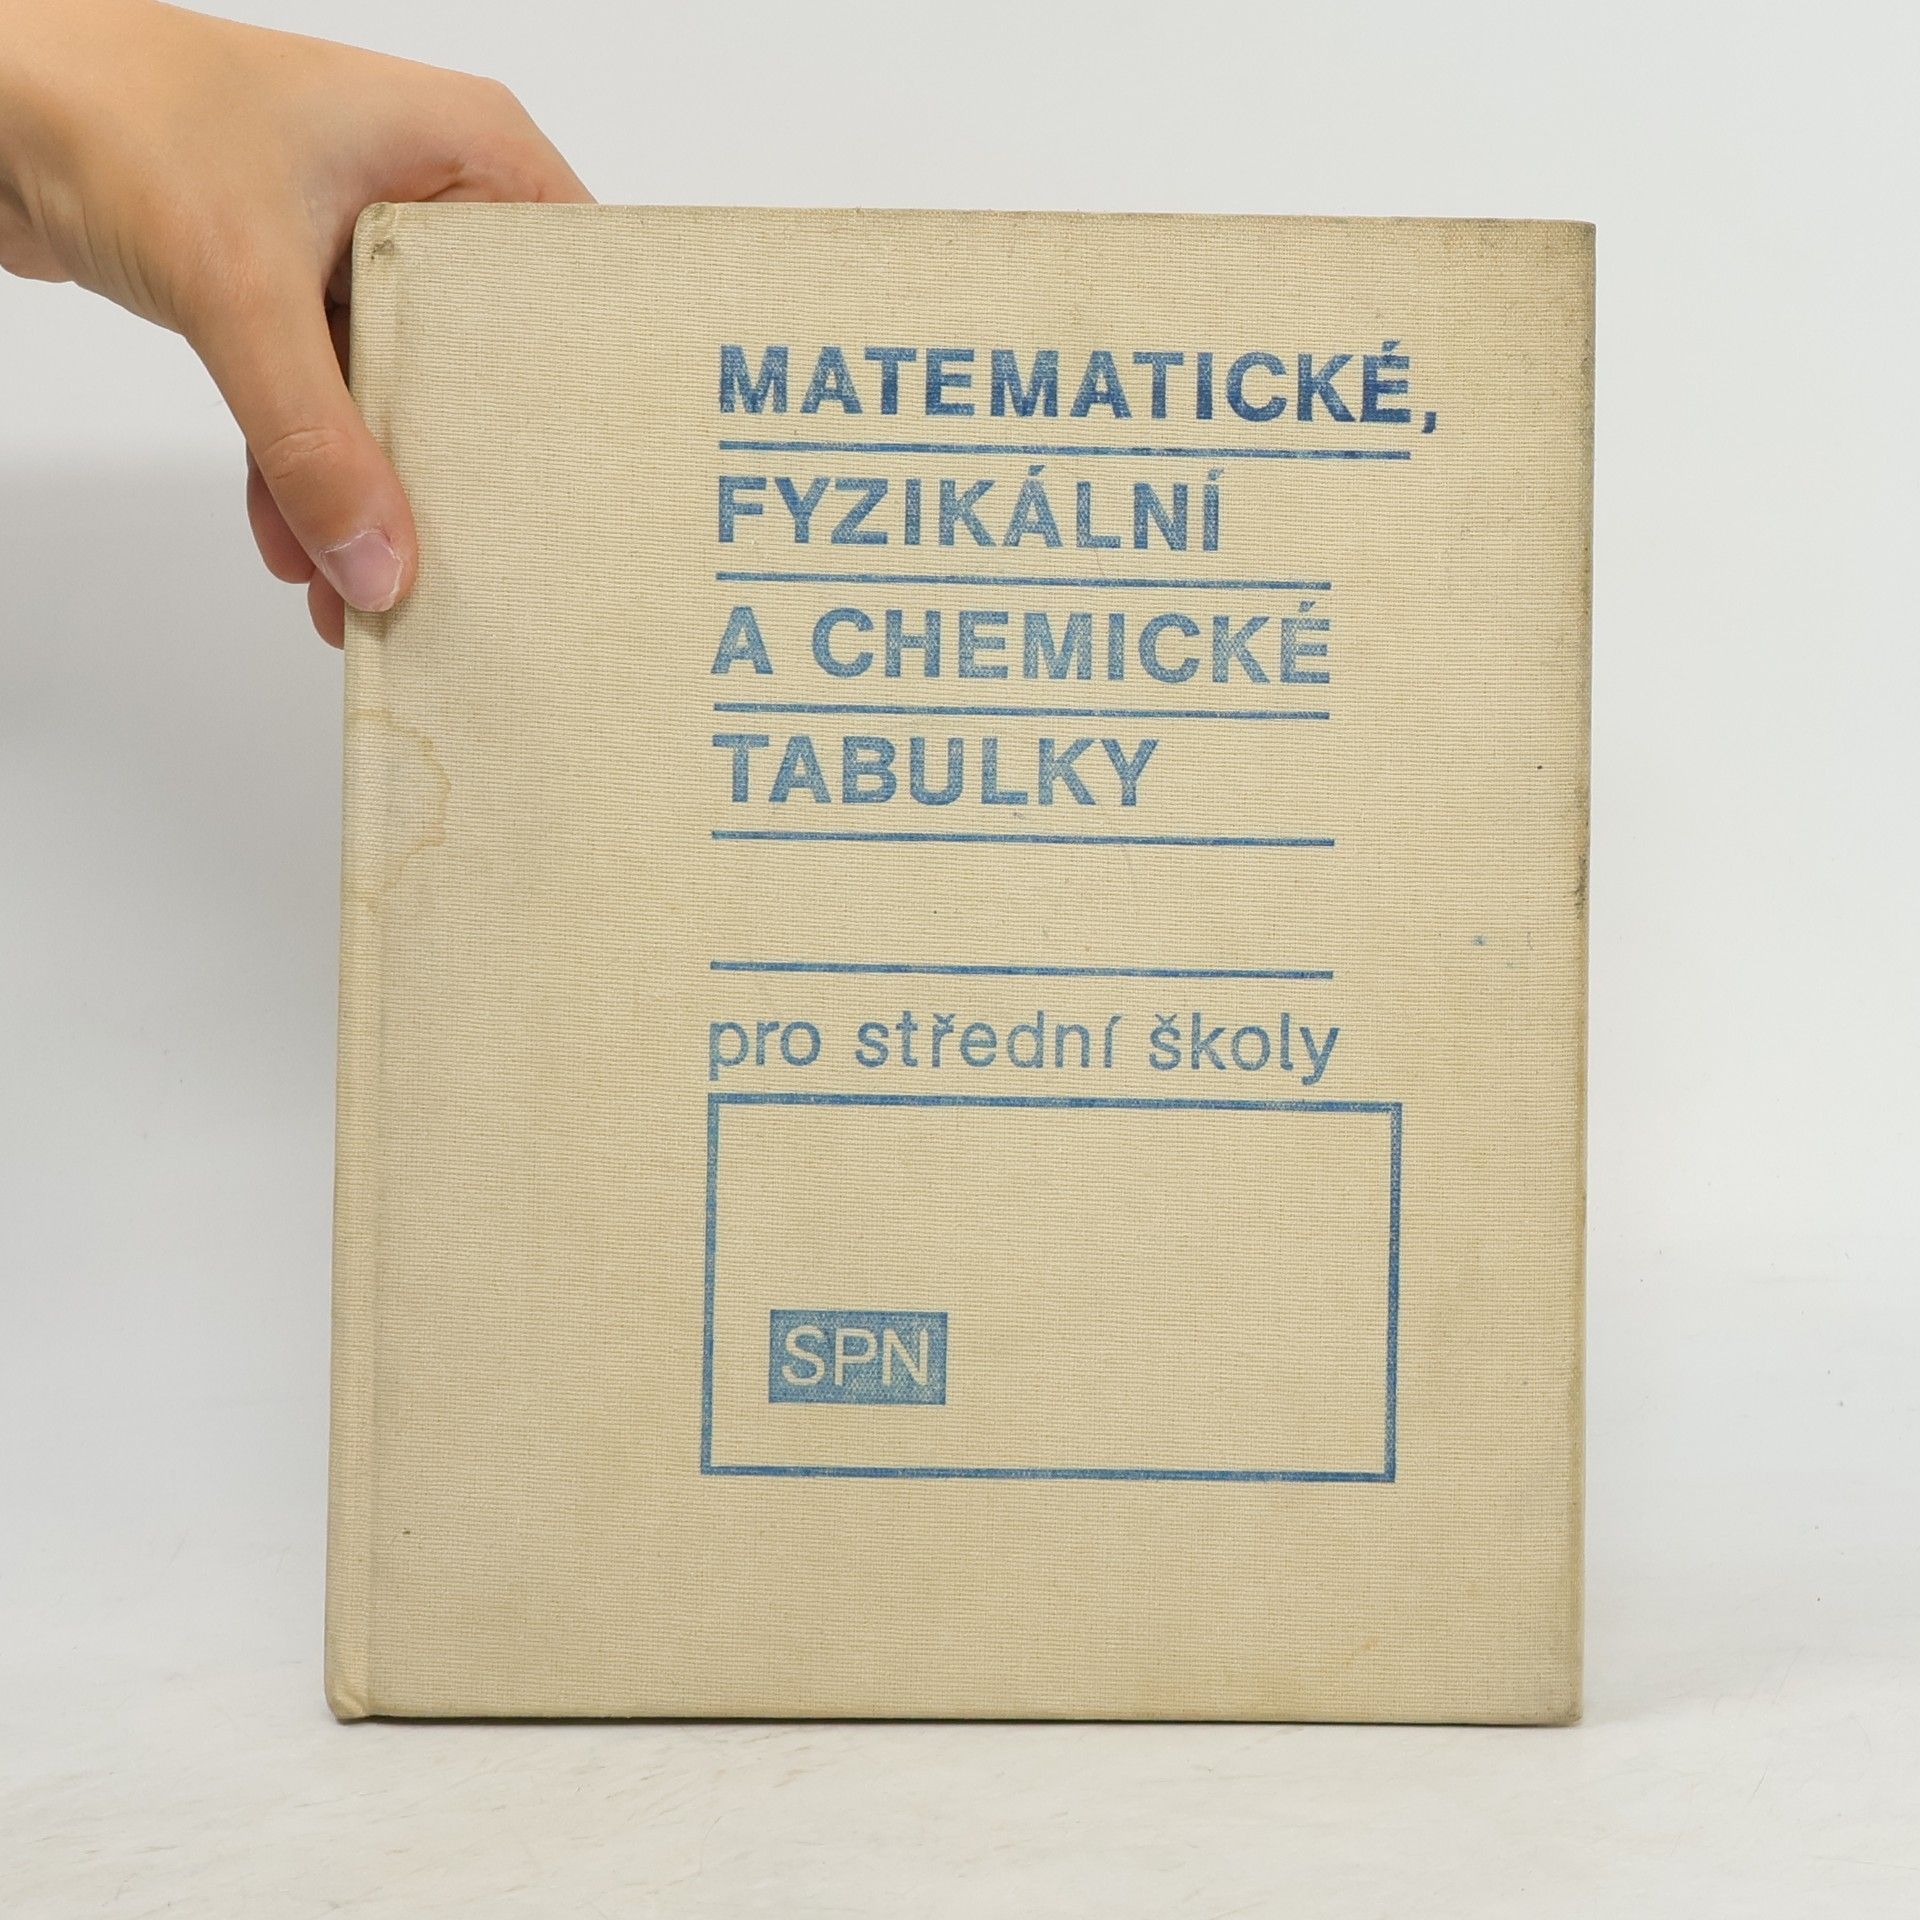 MATEMATICKÉ,
FYZIKÁLNÍ
A CHEMICKÉ
TABULKY
pro střední školy
SPN